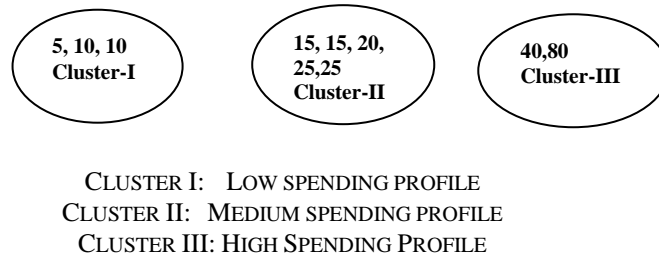 5, 10, 10
Cluster-I
15, 15, 20,
25,25
Cluster-II
40,80
Cluster-III
CLUSTER I: LOW SPENDING PROFILE
CLUSTER II: MEDIUM SPENDING PROFILE
CLUSTER III: HIGH SPENDING PROFILE